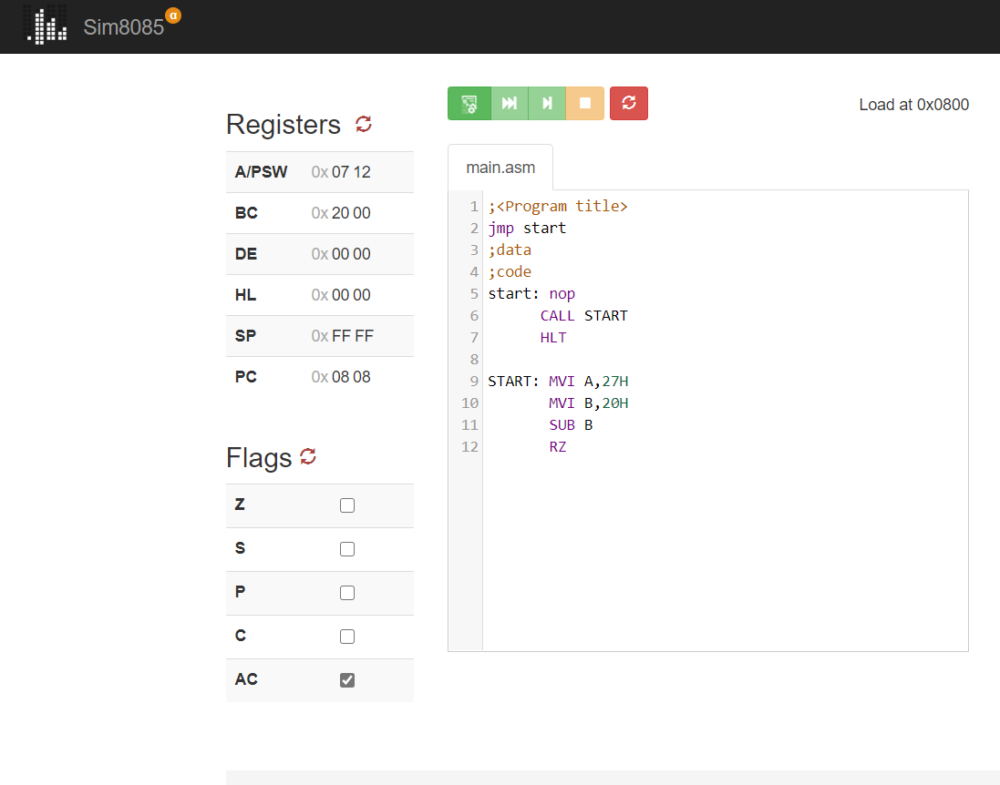 Sim8085 α
Load at 0x0800
Registers
A/PSW 0x 07 12
BC 0x 20 00
DE 0x 00 00
HL 0x 00 00
SP 0x FF FF
PC 0x 08 08
Flags
Z
S
P
C
AC
main.asm
1 ;<Program title>
2 jmp start
3 ;data
4 ;code
5 start: nop
6 CALL START
7 HLT
8
9 START: MVI A,27H
10 MVI B,20H
11 SUB B
12 RZ